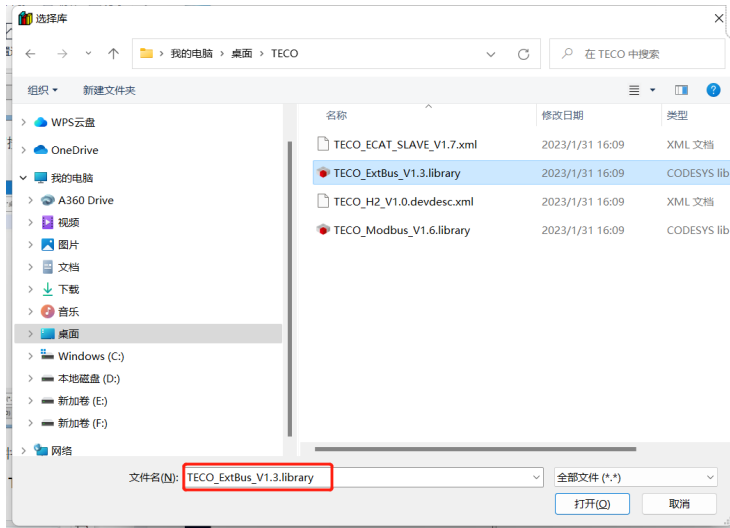 选择库
我的电脑 > 桌面 > TECO
在 TECO 中搜索
组织
新建文件夹
名称 修改日期 类型
WPS云盘
OneDrive
我的电脑
A360 Drive
视频
图片
文档
下载
音乐
桌面
Windows (C:)
本地磁盘 (D:)
新加卷 (E:)
新加卷 (F:)
网络
TECO_ECAT_SLAVE_V1.7.xml 2023/1/31 16:09 XML 文档
TECO_ExtBus_V1.3.library 2023/1/31 16:09 CODESYS lib
TECO_H2_V1.0.devdesc.xml 2023/1/31 16:09 XML 文档
TECO_Modbus_V1.6.library 2023/1/31 16:09 CODESYS lib
文件名(N): TECO_ExtBus_V1.3.library
全部文件 (*.*)
打开(O) 取消